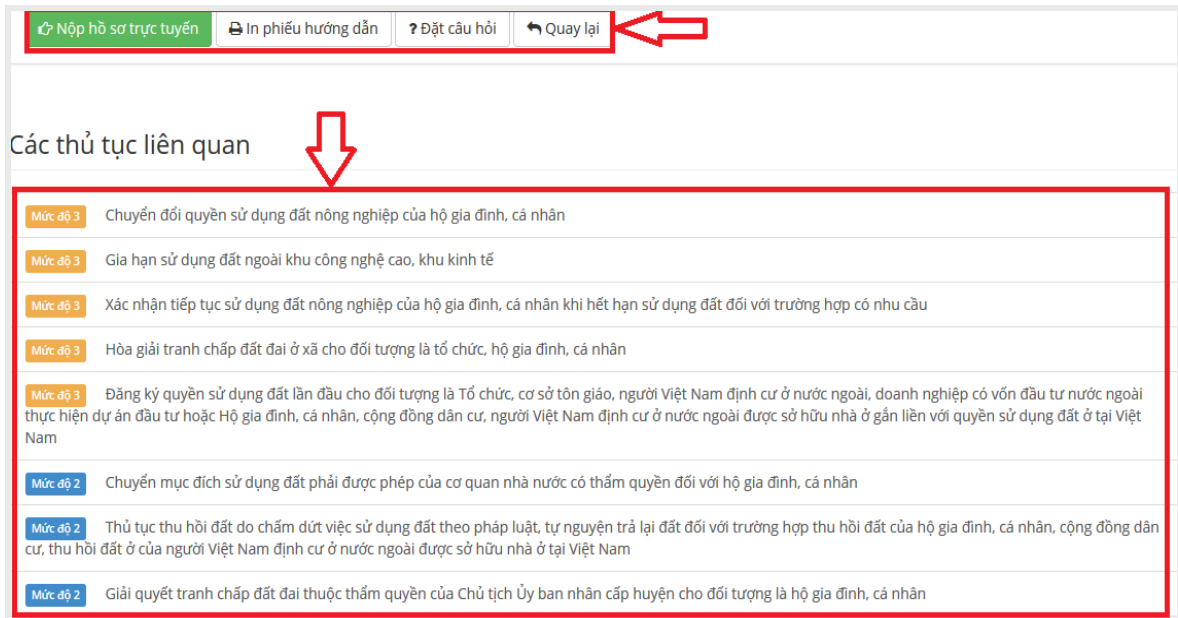 Nộp hồ sơ trực tuyến In phiếu hướng dẫn ? Đặt câu hỏi Quay lại
Các thủ tục liên quan
Mức độ 3 Chuyển đổi quyền sử dụng đất nông nghiệp của hộ gia đình, cá nhân
Mức độ 3 Gia hạn sử dụng đất ngoài khu công nghệ cao, khu kinh tế
Mức độ 3 Xác nhận tiếp tục sử dụng đất nông nghiệp của hộ gia đình, cá nhân khi hết hạn sử dụng đất đối với trường hợp có nhu cầu
Mức độ 3 Hòa giải tranh chấp đất đai ở xã cho đối tượng là tổ chức, hộ gia đình, cá nhân
Mức độ 3 Đăng ký quyền sử dụng đất lần đầu cho đối tượng là Tổ chức, cơ sở tôn giáo, người Việt Nam định cư ở nước ngoài, doanh nghiệp có vốn đầu tư nước ngoài
thực hiện dự án đầu tư hoặc Hộ gia đình, cá nhân, cộng đồng dân cư, người Việt Nam định cư ở nước ngoài được sở hữu nhà ở gắn liền với quyền sử dụng đất ở tại Việt
Nam
Mức độ 2 Chuyển mục đích sử dụng đất phải được phép của cơ quan nhà nước có thẩm quyền đối với hộ gia đình, cá nhân
Mức độ 2 Thủ tục thu hồi đất do chấm dứt việc sử dụng đất theo pháp luật, tự nguyện trả lại đất đối với trường hợp thu hồi đất của hộ gia đình, cá nhân, cộng đồng dân
cư, thu hồi đất ở của người Việt Nam định cư ở nước ngoài được sở hữu nhà ở tại Việt Nam
Mức độ 2 Giải quyết tranh chấp đất đai thuộc thẩm quyền của Chủ tịch Ủy ban nhân cấp huyện cho đối tượng là hộ gia đình, cá nhân